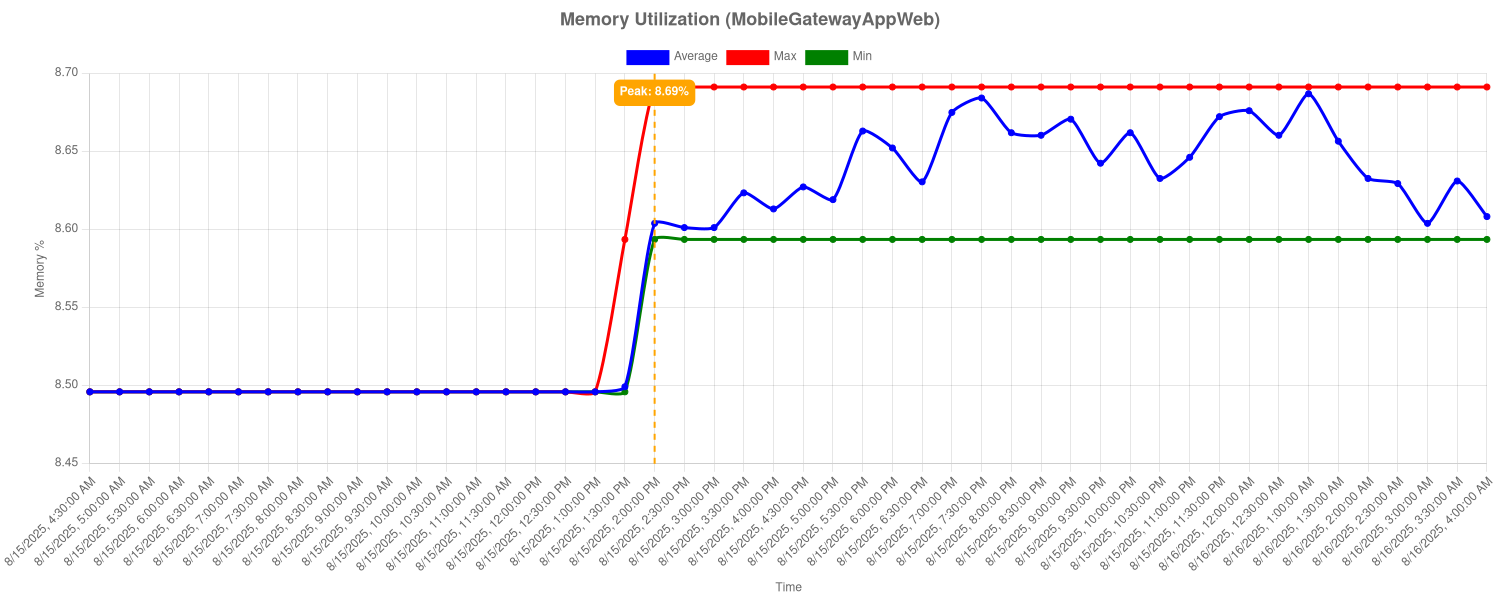 Memory Utilization (MobileGatewayAppWeb)
Average Max Min
Peak: 8.69%
8.70
8.65
8.60
8.55
8.50
8.45
Memory %
8/15/2025, 4:30:00 AM
8/15/2025, 5:00:00 AM
8/15/2025, 5:30:00 AM
8/15/2025, 6:00:00 AM
8/15/2025, 6:30:00 AM
8/15/2025, 7:00:00 AM
8/15/2025, 7:30:00 AM
8/15/2025, 8:00:00 AM
8/15/2025, 8:30:00 AM
8/15/2025, 9:00:00 AM
8/15/2025, 9:30:00 AM
8/15/2025, 10:00:00 AM
8/15/2025, 10:30:00 AM
8/15/2025, 11:00:00 AM
8/15/2025, 11:30:00 AM
8/15/2025, 12:00:00 PM
8/15/2025, 12:30:00 PM
8/15/2025, 1:00:00 PM
8/15/2025, 1:30:00 PM
8/15/2025, 2:00:00 PM
8/15/2025, 2:30:00 PM
8/15/2025, 3:00:00 PM
8/15/2025, 3:30:00 PM
8/15/2025, 4:00:00 PM
8/15/2025, 4:30:00 PM
8/15/2025, 5:00:00 PM
8/15/2025, 5:30:00 PM
8/15/2025, 6:00:00 PM
8/15/2025, 6:30:00 PM
8/15/2025, 7:00:00 PM
8/15/2025, 7:30:00 PM
8/15/2025, 8:00:00 PM
8/15/2025, 8:30:00 PM
8/15/2025, 9:00:00 PM
8/15/2025, 9:30:00 PM
8/15/2025, 10:00:00 PM
8/15/2025, 10:30:00 PM
8/15/2025, 11:00:00 PM
8/15/2025, 11:30:00 PM
8/16/2025, 12:00:00 AM
8/16/2025, 12:30:00 AM
8/16/2025, 1:00:00 AM
8/16/2025, 1:30:00 AM
8/16/2025, 2:00:00 AM
8/16/2025, 2:30:00 AM
8/16/2025, 3:00:00 AM
8/16/2025, 3:30:00 AM
8/16/2025, 4:00:00 AM
Time